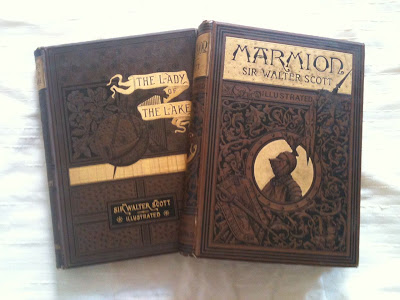 THE LADY
OF
THE LAKE
SIR WALTER SCOTT
ILLUSTRATED
MARMION
SIR WALTER SCOTT
ILLUSTRATED